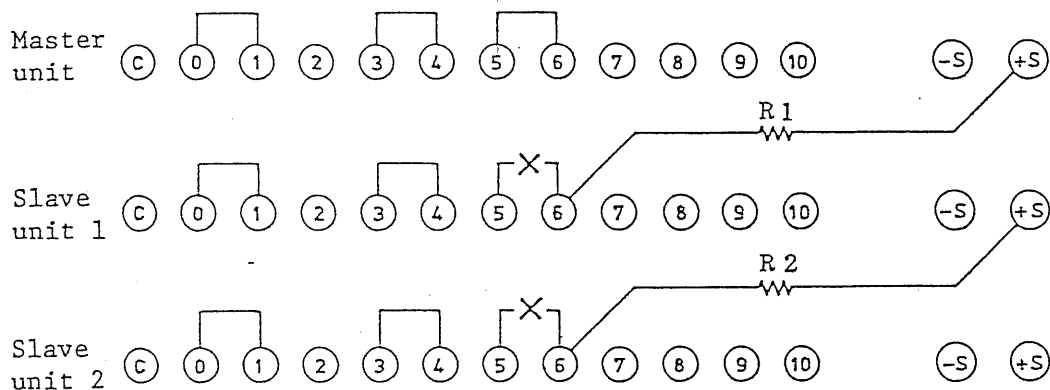 Master
unit
C 0 1 2 3 4 5 6 7 8 9 10 -S +S
R1
Slave
unit 1
C 0 1 2 3 4 5 6 7 8 9 10 -S +S
R2
Slave
unit 2
C 0 1 2 3 4 5 6 7 8 9 10 -S +S